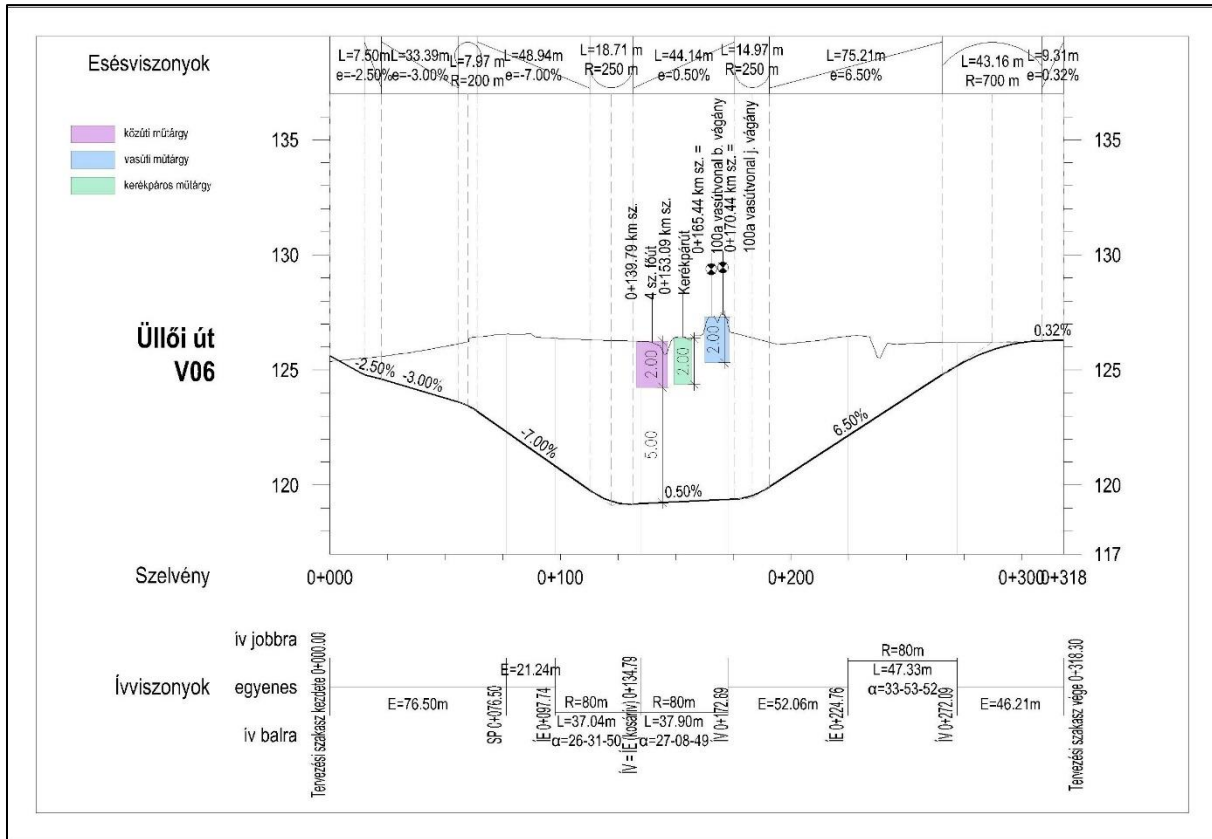 Esésviszonyok
L=7.50m
e=-2.50%
L=33.39m
e=-3.00%
L=7.97 m
R=200 m
L=48.94m
e=-7.00%
L=18.71 m
R=250 m
L=44.14m
e=0.50%
L=14.97 m
R=250 m
L=75.21m
e=6.50%
L=43.16 m
R=700 m
L=9.31m
e=0.32%
közúti műtárgy
vasúti műtárgy
kerékpáros műtárgy
135
130
125
120
135
130
125
120
117
0+139.79 km sz.
4 sz. főút
0+153.09 km sz.
Kerékpárút
0+165.44 km sz. =
100a vasútvonal b. vágány
0+170.44 km sz. =
100a vasútvonal j. vágány
Üllői út
V06
-2.50%
-3.00%
-7.00%
0.50%
6.50%
0.32%
2.00
2.00
2.00
5.00
Szelvény
0+000
0+100
0+200
0+300
0+318
Ívviszonyok
ív jobbra
egyenes
ív balra
Tervezési szakasz kezdete 0+000.00
E=76.50m
SP 0+076.50
E=21.24m
ÍE 0+097.74
R=80m
L=37.04m
α=26-31-50
ÍV = ÍE (kosárív) 0+134.79
R=80m
L=37.90m
α=27-08-49
ÍV 0+172.69
E=52.06m
ÍE 0+224.76
R=80m
L=47.33m
α=33-53-52
ÍV 0+272.09
E=46.21m
Tervezési szakasz vége 0+318.30